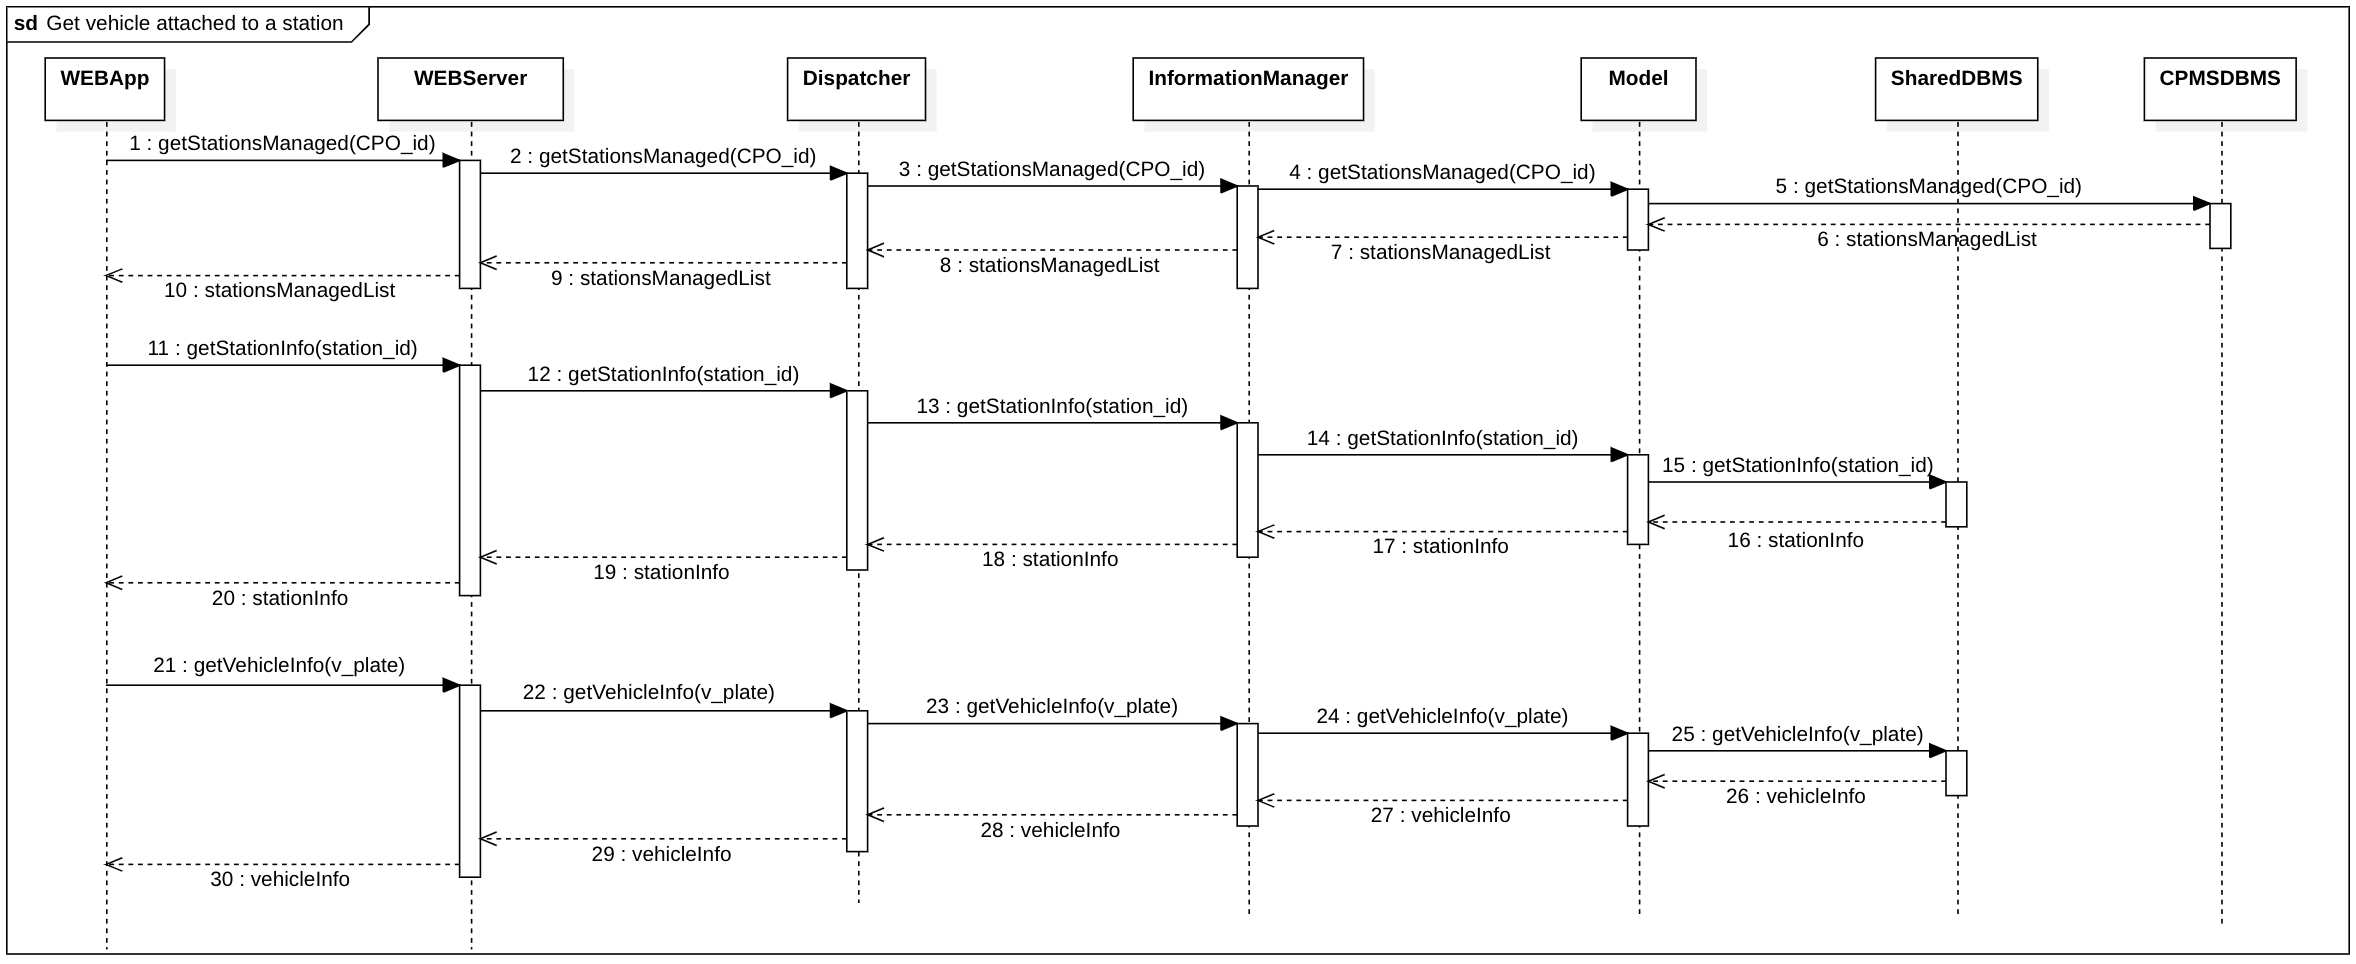 sd Get vehicle attached to a station
WEBApp
WEBServer
Dispatcher
InformationManager
Model
SharedDBMS
CPMSDBMS
1 : getStationsManaged(CPO_id)
2 : getStationsManaged(CPO_id)
3 : getStationsManaged(CPO_id)
4 : getStationsManaged(CPO_id)
5 : getStationsManaged(CPO_id)
6 : stationsManagedList
7 : stationsManagedList
8 : stationsManagedList
9 : stationsManagedList
10 : stationsManagedList
11 : getStationInfo(station_id)
12 : getStationInfo(station_id)
13 : getStationInfo(station_id)
14 : getStationInfo(station_id)
15 : getStationInfo(station_id)
16 : stationInfo
17 : stationInfo
18 : stationInfo
19 : stationInfo
20 : stationInfo
21 : getVehicleInfo(v_plate)
22 : getVehicleInfo(v_plate)
23 : getVehicleInfo(v_plate)
24 : getVehicleInfo(v_plate)
25 : getVehicleInfo(v_plate)
26 : vehicleInfo
27 : vehicleInfo
28 : vehicleInfo
29 : vehicleInfo
30 : vehicleInfo